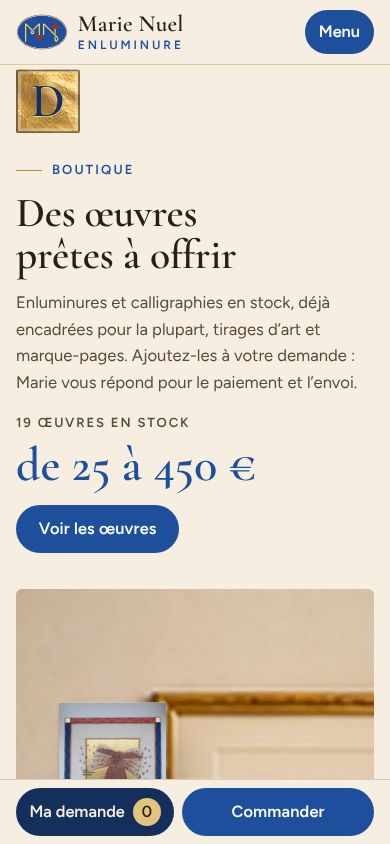 MN
Marie Nuel
ENLUMINURE
Menu
D
BOUTIQUE
Des œuvres
prêtes à offrir
Enluminures et calligraphies en stock, déjà
encadrées pour la plupart, tirages d’art et
marque-pages. Ajoutez-les à votre demande :
Marie vous répond pour le paiement et l’envoi.
19 ŒUVRES EN STOCK
de 25 à 450 €
Voir les œuvres
Ma demande 0
Commander